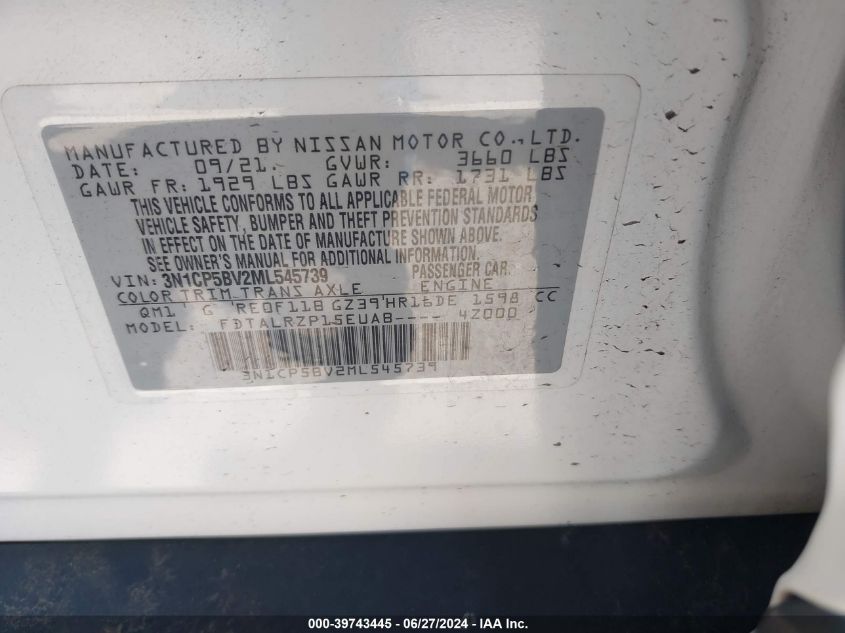 MANUFACTURED BY NISSAN MOTOR CO., LTD.
DATE: 09/21. GVWR: 3660 LBS
GAWR FR: 1929 LBS GAWR RR: 1731 LBS
THIS VEHICLE CONFORMS TO ALL APPLICABLE FEDERAL MOTOR
VEHICLE SAFETY, BUMPER AND THEFT PREVENTION STANDARDS
IN EFFECT ON THE DATE OF MANUFACTURE SHOWN ABOVE.
SEE OWNER'S MANUAL FOR ADDITIONAL INFORMATION.
VIN: 3N1CP5BV2ML545739 PASSENGER CAR.
COLOR TRIM TRANS AXLE ENGINE
QM1 G RE0F11B GZ39 HR16DE 1598 CC
MODEL: FDTALRZP15EUAB---- 4Z000
3N1CP5BV2ML545739
000-39743445 - 06/27/2024 - IAA Inc.